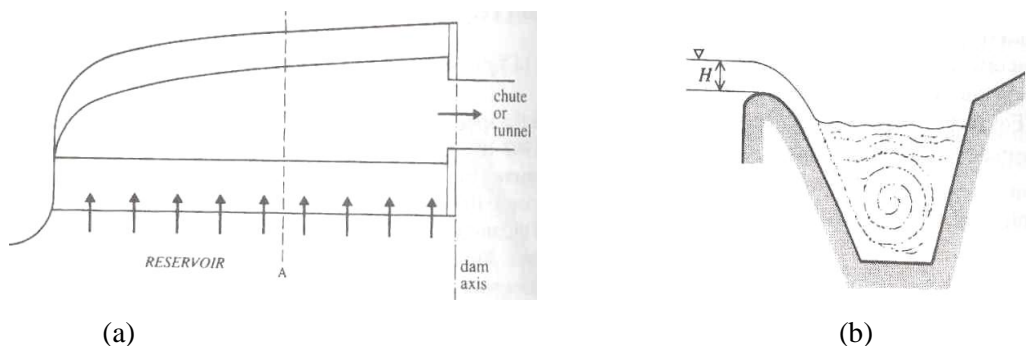 chute
or
tunnel
RESERVOIR
A
dam
axis
H
(a)
(b)